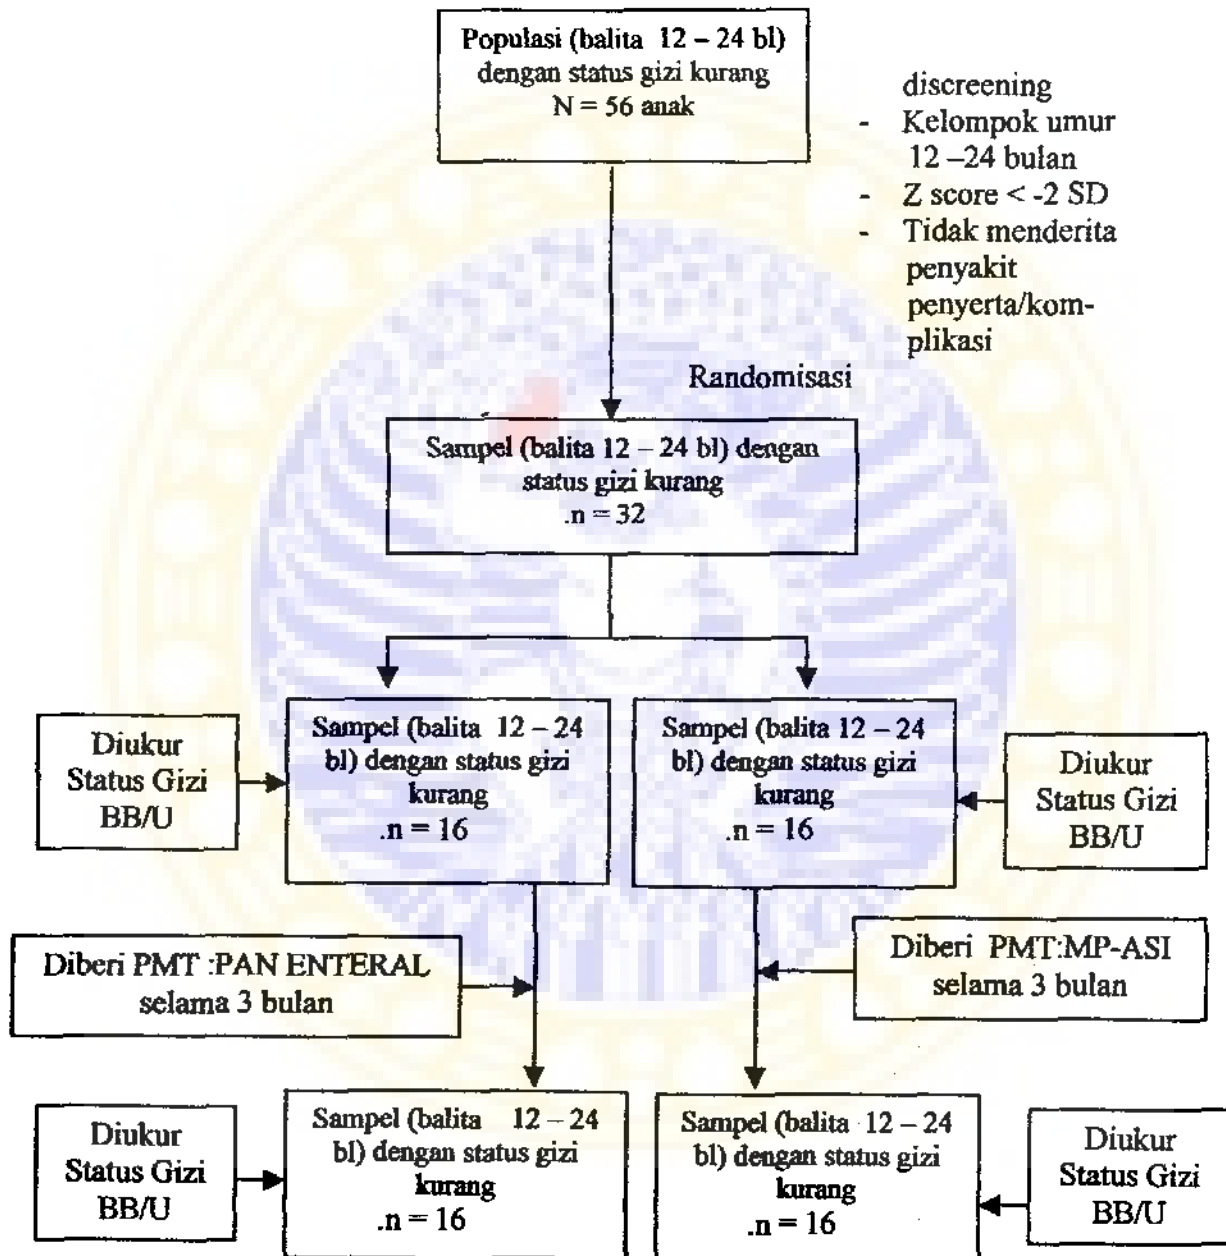 Populasi (balita 12 – 24 bl)
dengan status gizi kurang
N = 56 anak
discreening
- Kelompok umur
12 –24 bulan
- Z score < -2 SD
- Tidak menderita
penyakit
penyerta/kom-
plikasi
Randomisasi
Sampel (balita 12 – 24 bl) dengan
status gizi kurang
.n = 32
Diukur
Status Gizi
BB/U
Sampel (balita 12 – 24
bl) dengan status gizi
kurang
.n = 16
Sampel (balita 12 – 24
bl) dengan status gizi
kurang
.n = 16
Diukur
Status Gizi
BB/U
Diberi PMT :PAN ENTERAL
selama 3 bulan
Diberi PMT:MP-ASI
selama 3 bulan
Diukur
Status Gizi
BB/U
Sampel (balita 12 – 24
bl) dengan status gizi
kurang
.n = 16
Sampel (balita 12 – 24
bl) dengan status gizi
kurang
.n = 16
Diukur
Status Gizi
BB/U